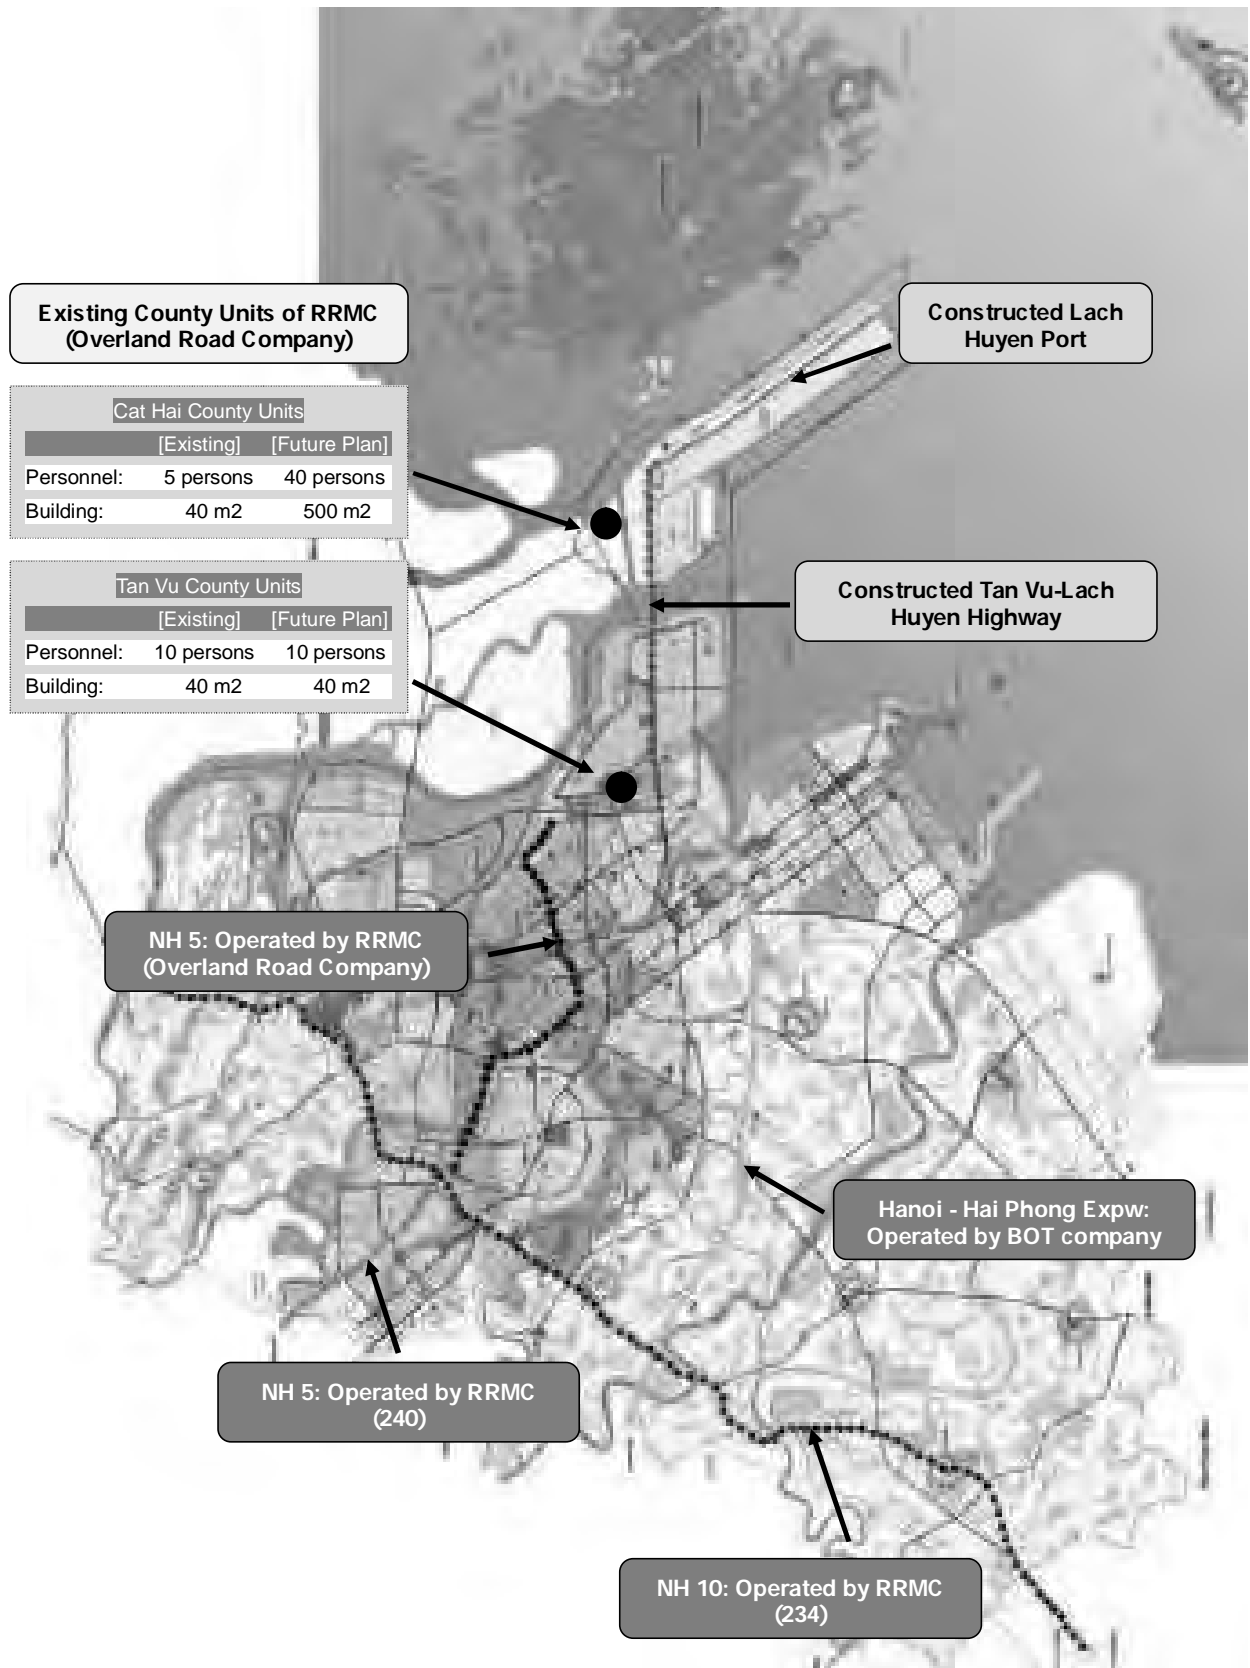 Existing County Units of RRMC
(Overland Road Company)
Constructed Lach
Huyen Port
Cat Hai County Units
[Existing] [Future Plan]
Personnel: 5 persons 40 persons
Building: 40 m2 500 m2
Tan Vu County Units
[Existing] [Future Plan]
Personnel: 10 persons 10 persons
Building: 40 m2 40 m2
Constructed Tan Vu-Lach
Huyen Highway
NH 5: Operated by RRMC
(Overland Road Company)
Hanoi - Hai Phong Expw:
Operated by BOT company
NH 5: Operated by RRMC
(240)
NH 10: Operated by RRMC
(234)